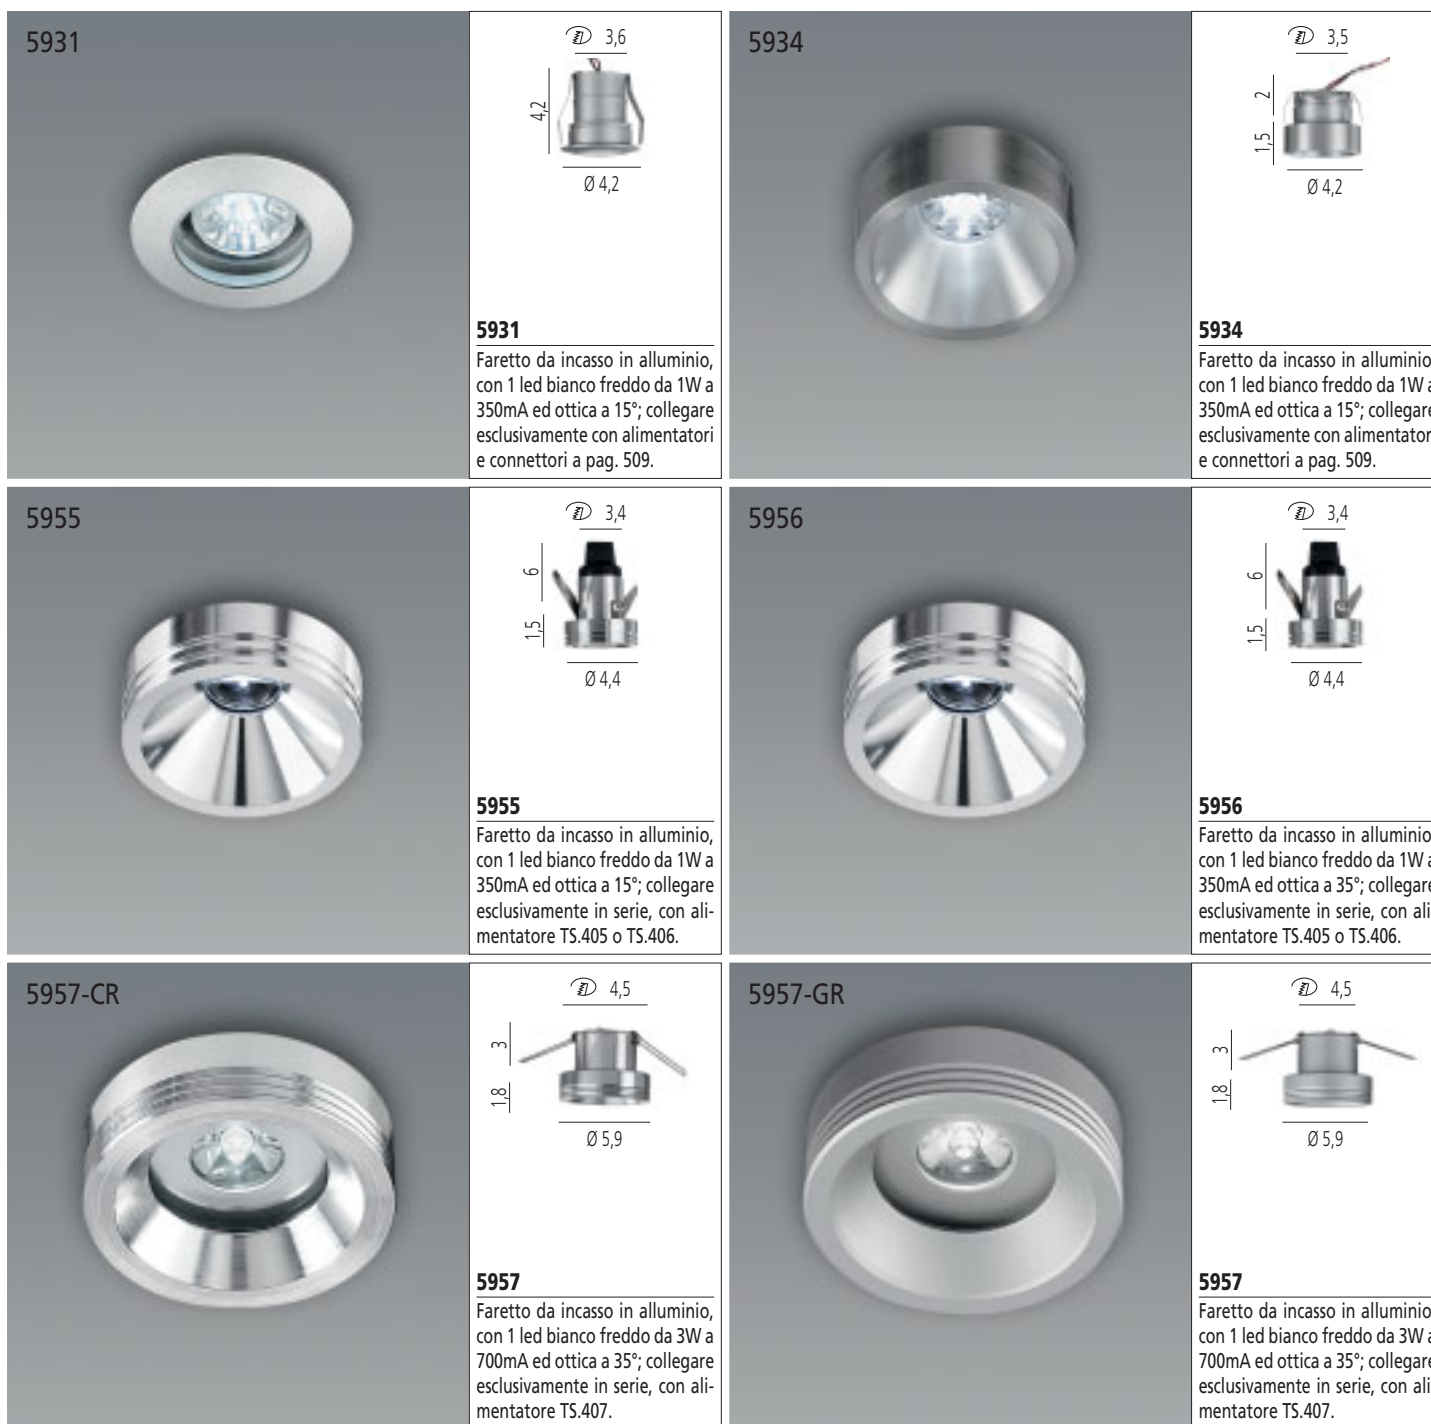 5931
3,6
4,2
Ø 4,2
5931
Faretto da incasso in alluminio,
con 1 led bianco freddo da 1W a
350mA ed ottica a 15°; collegare
esclusivamente con alimentatori
e connettori a pag. 509.
5934
3,5
2
1,5
Ø 4,2
5934
Faretto da incasso in alluminio
con 1 led bianco freddo da 1W a
350mA ed ottica a 15°; collegare
esclusivamente con alimentator
e connettori a pag. 509.
5955
3,4
6
1,5
Ø 4,4
5955
Faretto da incasso in alluminio,
con 1 led bianco freddo da 1W a
350mA ed ottica a 15°; collegare
esclusivamente in serie, con ali-
mentatore TS.405 o TS.406.
5956
3,4
6
1,5
Ø 4,4
5956
Faretto da incasso in alluminio
con 1 led bianco freddo da 1W a
350mA ed ottica a 35°; collegare
esclusivamente in serie, con ali
mentatore TS.405 o TS.406.
5957-CR
4,5
3
1,8
Ø 5,9
5957
Faretto da incasso in alluminio,
con 1 led bianco freddo da 3W a
700mA ed ottica a 35°; collegare
esclusivamente in serie, con ali-
mentatore TS.407.
5957-GR
4,5
3
1,8
Ø 5,9
5957
Faretto da incasso in alluminio
con 1 led bianco freddo da 3W a
700mA ed ottica a 35°; collegare
esclusivamente in serie, con ali
mentatore TS.407.